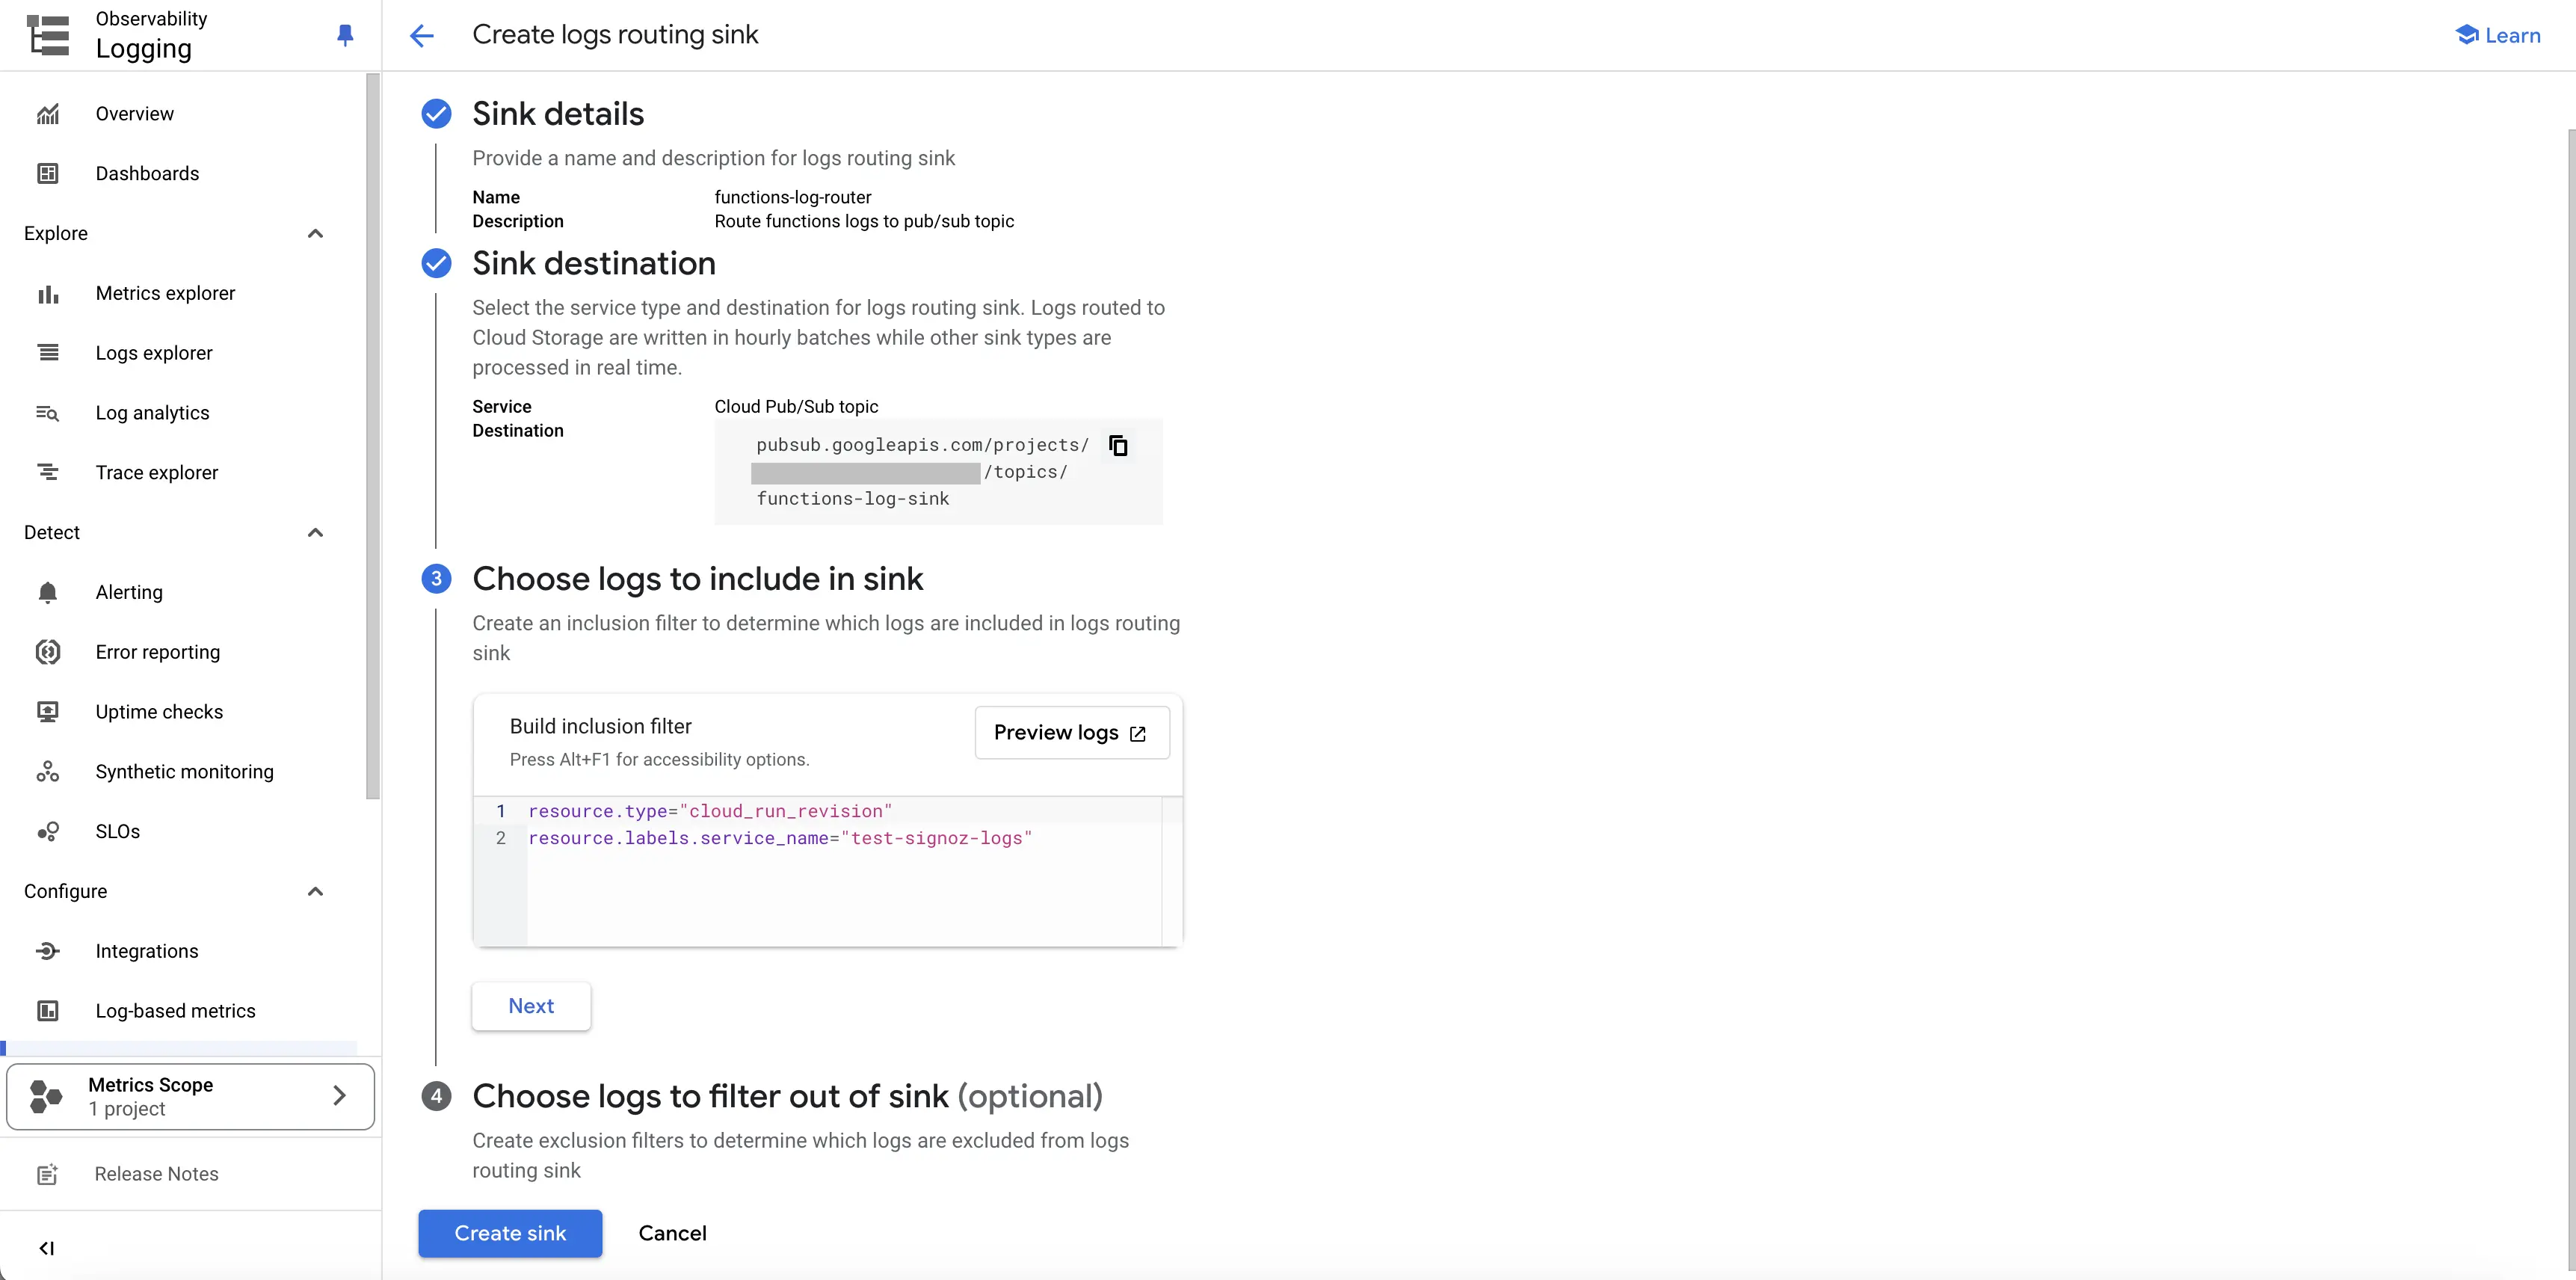 Observability
Logging
Create logs routing sink
Learn
Overview
Dashboards
Explore
Metrics explorer
Logs explorer
Log analytics
Trace explorer
Detect
Alerting
Error reporting
Uptime checks
Synthetic monitoring
SLOs
Configure
Integrations
Log-based metrics
Metrics Scope
1 project
Release Notes
Sink details
Provide a name and description for logs routing sink
Name functions-log-router
Description Route functions logs to pub/sub topic
Sink destination
Select the service type and destination for logs routing sink. Logs routed to
Cloud Storage are written in hourly batches while other sink types are
processed in real time.
Service Cloud Pub/Sub topic
Destination
pubsub.googleapis.com/projects/
/topics/
functions-log-sink
3 Choose logs to include in sink
Create an inclusion filter to determine which logs are included in logs routing
sink
Build inclusion filter
Preview logs
Press Alt+F1 for accessibility options.
1 resource.type="cloud_run_revision"
2 resource.labels.service_name="test-signoz-logs"
Next
4 Choose logs to filter out of sink (optional)
Create exclusion filters to determine which logs are excluded from logs
routing sink
Create sink Cancel